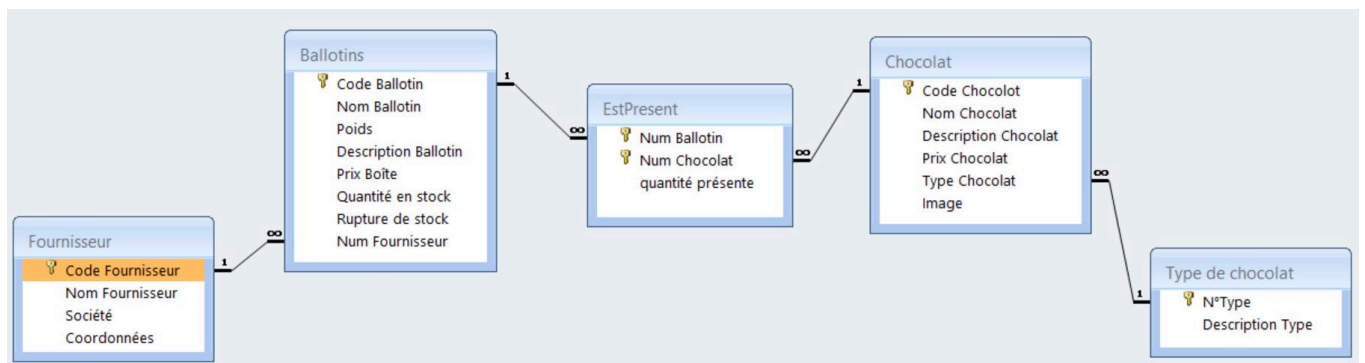 Fournisseur
Code Fournisseur
Nom Fournisseur
Société
Coordonnées
1
∞
Ballotins
Code Ballotin
Nom Ballotin
Poids
Description Ballotin
Prix Boîte
Quantité en stock
Rupture de stock
Num Fournisseur
1
∞
EstPresent
Num Ballotin
Num Chocolat
quantité présente
∞
1
Chocolat
Code Chocolot
Nom Chocolat
Description Chocolat
Prix Chocolat
Type Chocolat
Image
∞
1
Type de chocolat
N°Type
Description Type